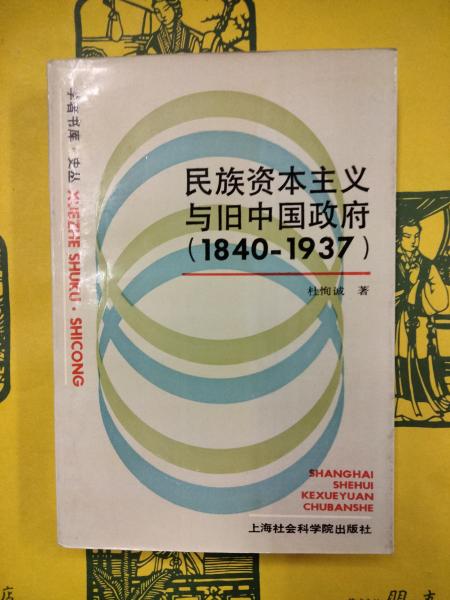 学者书库·史丛
XUEZHE SHUKU·SHICONG
民族资本主义
与旧中国政府
(1840-1937)
杜恂诚 著
SHANGHAI
SHEHUI
KEXUEYUAN
CHUBANSHE
上海社会科学院出版社
店